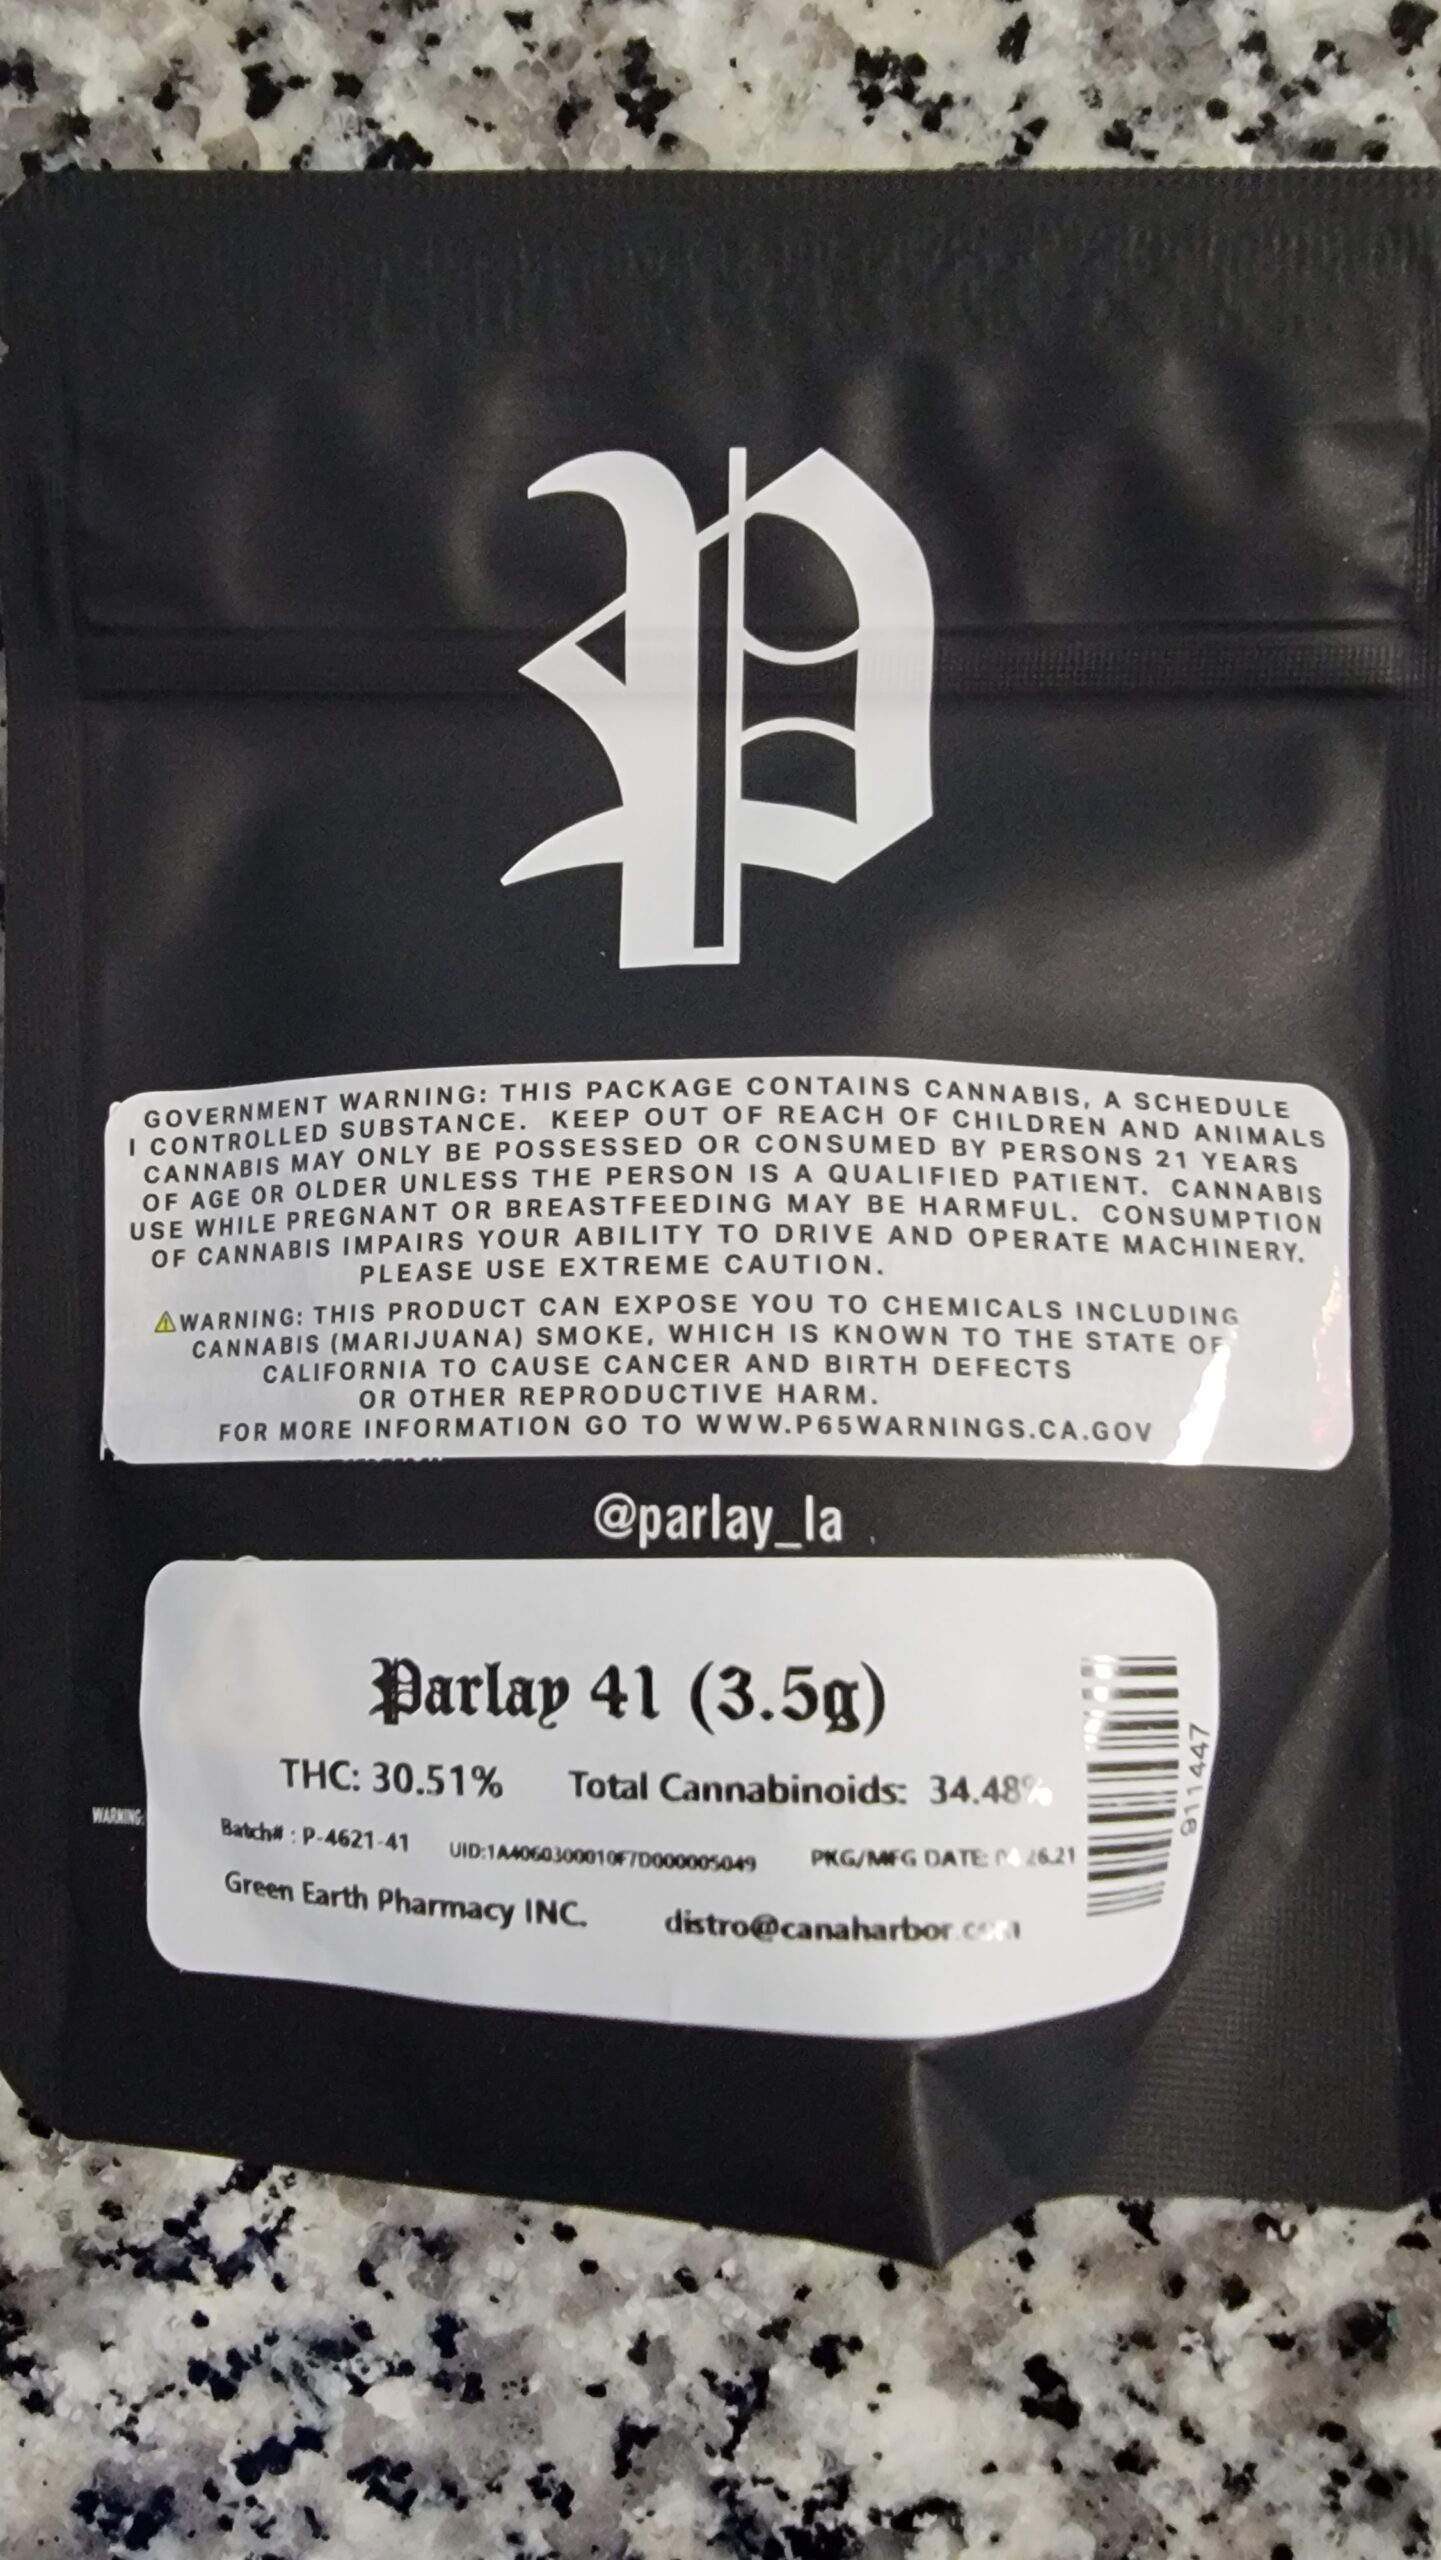 P
GOVERNMENT WARNING: THIS PACKAGE CONTAINS CANNABIS, A SCHEDULE
I CONTROLLED SUBSTANCE. KEEP OUT OF REACH OF CHILDREN AND ANIMALS
CANNABIS MAY ONLY BE POSSESSED OR CONSUMED BY PERSONS 21 YEARS
OF AGE OR OLDER UNLESS THE PERSON IS A QUALIFIED PATIENT. CANNABIS
USE WHILE PREGNANT OR BREASTFEEDING MAY BE HARMFUL. CONSUMPTION
OF CANNABIS IMPAIRS YOUR ABILITY TO DRIVE AND OPERATE MACHINERY.
PLEASE USE EXTREME CAUTION.
⚠WARNING: THIS PRODUCT CAN EXPOSE YOU TO CHEMICALS INCLUDING
CANNABIS (MARIJUANA) SMOKE, WHICH IS KNOWN TO THE STATE OF
CALIFORNIA TO CAUSE CANCER AND BIRTH DEFECTS
OR OTHER REPRODUCTIVE HARM.
FOR MORE INFORMATION GO TO WWW.P65WARNINGS.CA.GOV
@parlay_la
Parlay 41 (3.5g)
THC: 30.51% Total Cannabinoids: 34.48%
WARNING:
Batch# : P-4621-41 UID:1A4060300010F7D000005049 PKG/MFG DATE:
Green Earth Pharmacy INC. distro@canaharbor.com
911447